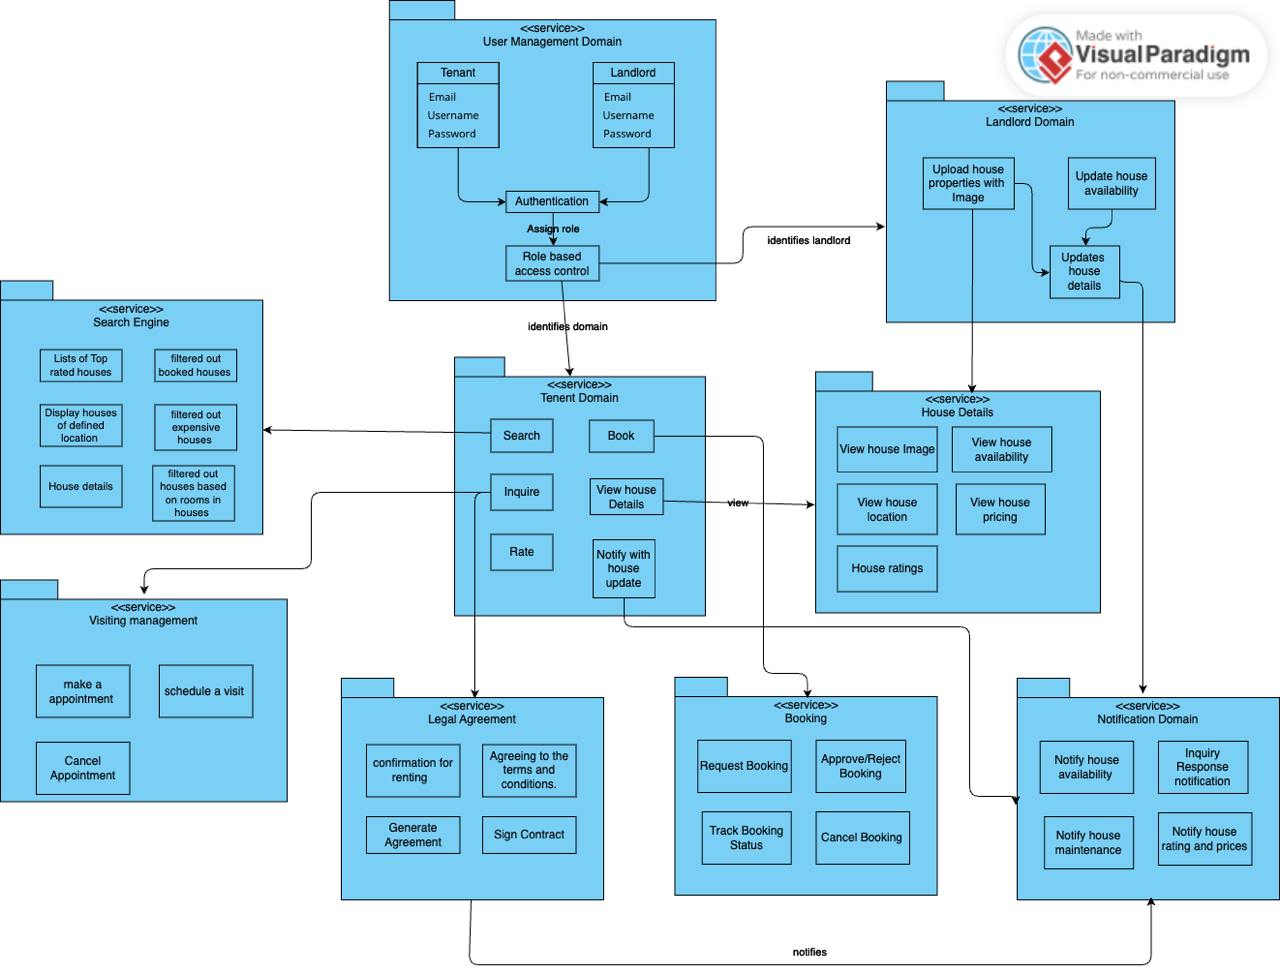 <<service>>
User Management Domain
Tenant
Email
Username
Password
Landlord
Email
Username
Password
Authentication
Assign role
Role based
access control
identifies landlord
identifies domain
Made with
Visual Paradigm
For non-commercial use
<<service>>
Landlord Domain
Upload house
properties with
Image
Update house
availability
Updates
house
details
<<service>>
Search Engine
Lists of Top
rated houses
filtered out
booked houses
Display houses
of defined
location
filtered out
expensive
houses
House details
filtered out
houses based
on rooms in
houses
<<service>>
Tenent Domain
Search
Book
Inquire
View house
Details
Rate
Notify with
house
update
view
<<service>>
House Details
View house Image
View house
availability
View house
location
View house
pricing
House ratings
<<service>>
Visiting management
make a
appointment
schedule a visit
Cancel
Appointment
<<service>>
Legal Agreement
confirmation for
renting
Agreeing to the
terms and
conditions.
Generate
Agreement
Sign Contract
<<service>>
Booking
Request Booking
Approve/Reject
Booking
Track Booking
Status
Cancel Booking
<<service>>
Notification Domain
Notify house
availability
Inquiry
Response
notification
Notify house
maintenance
Notify house
rating and prices
notifies